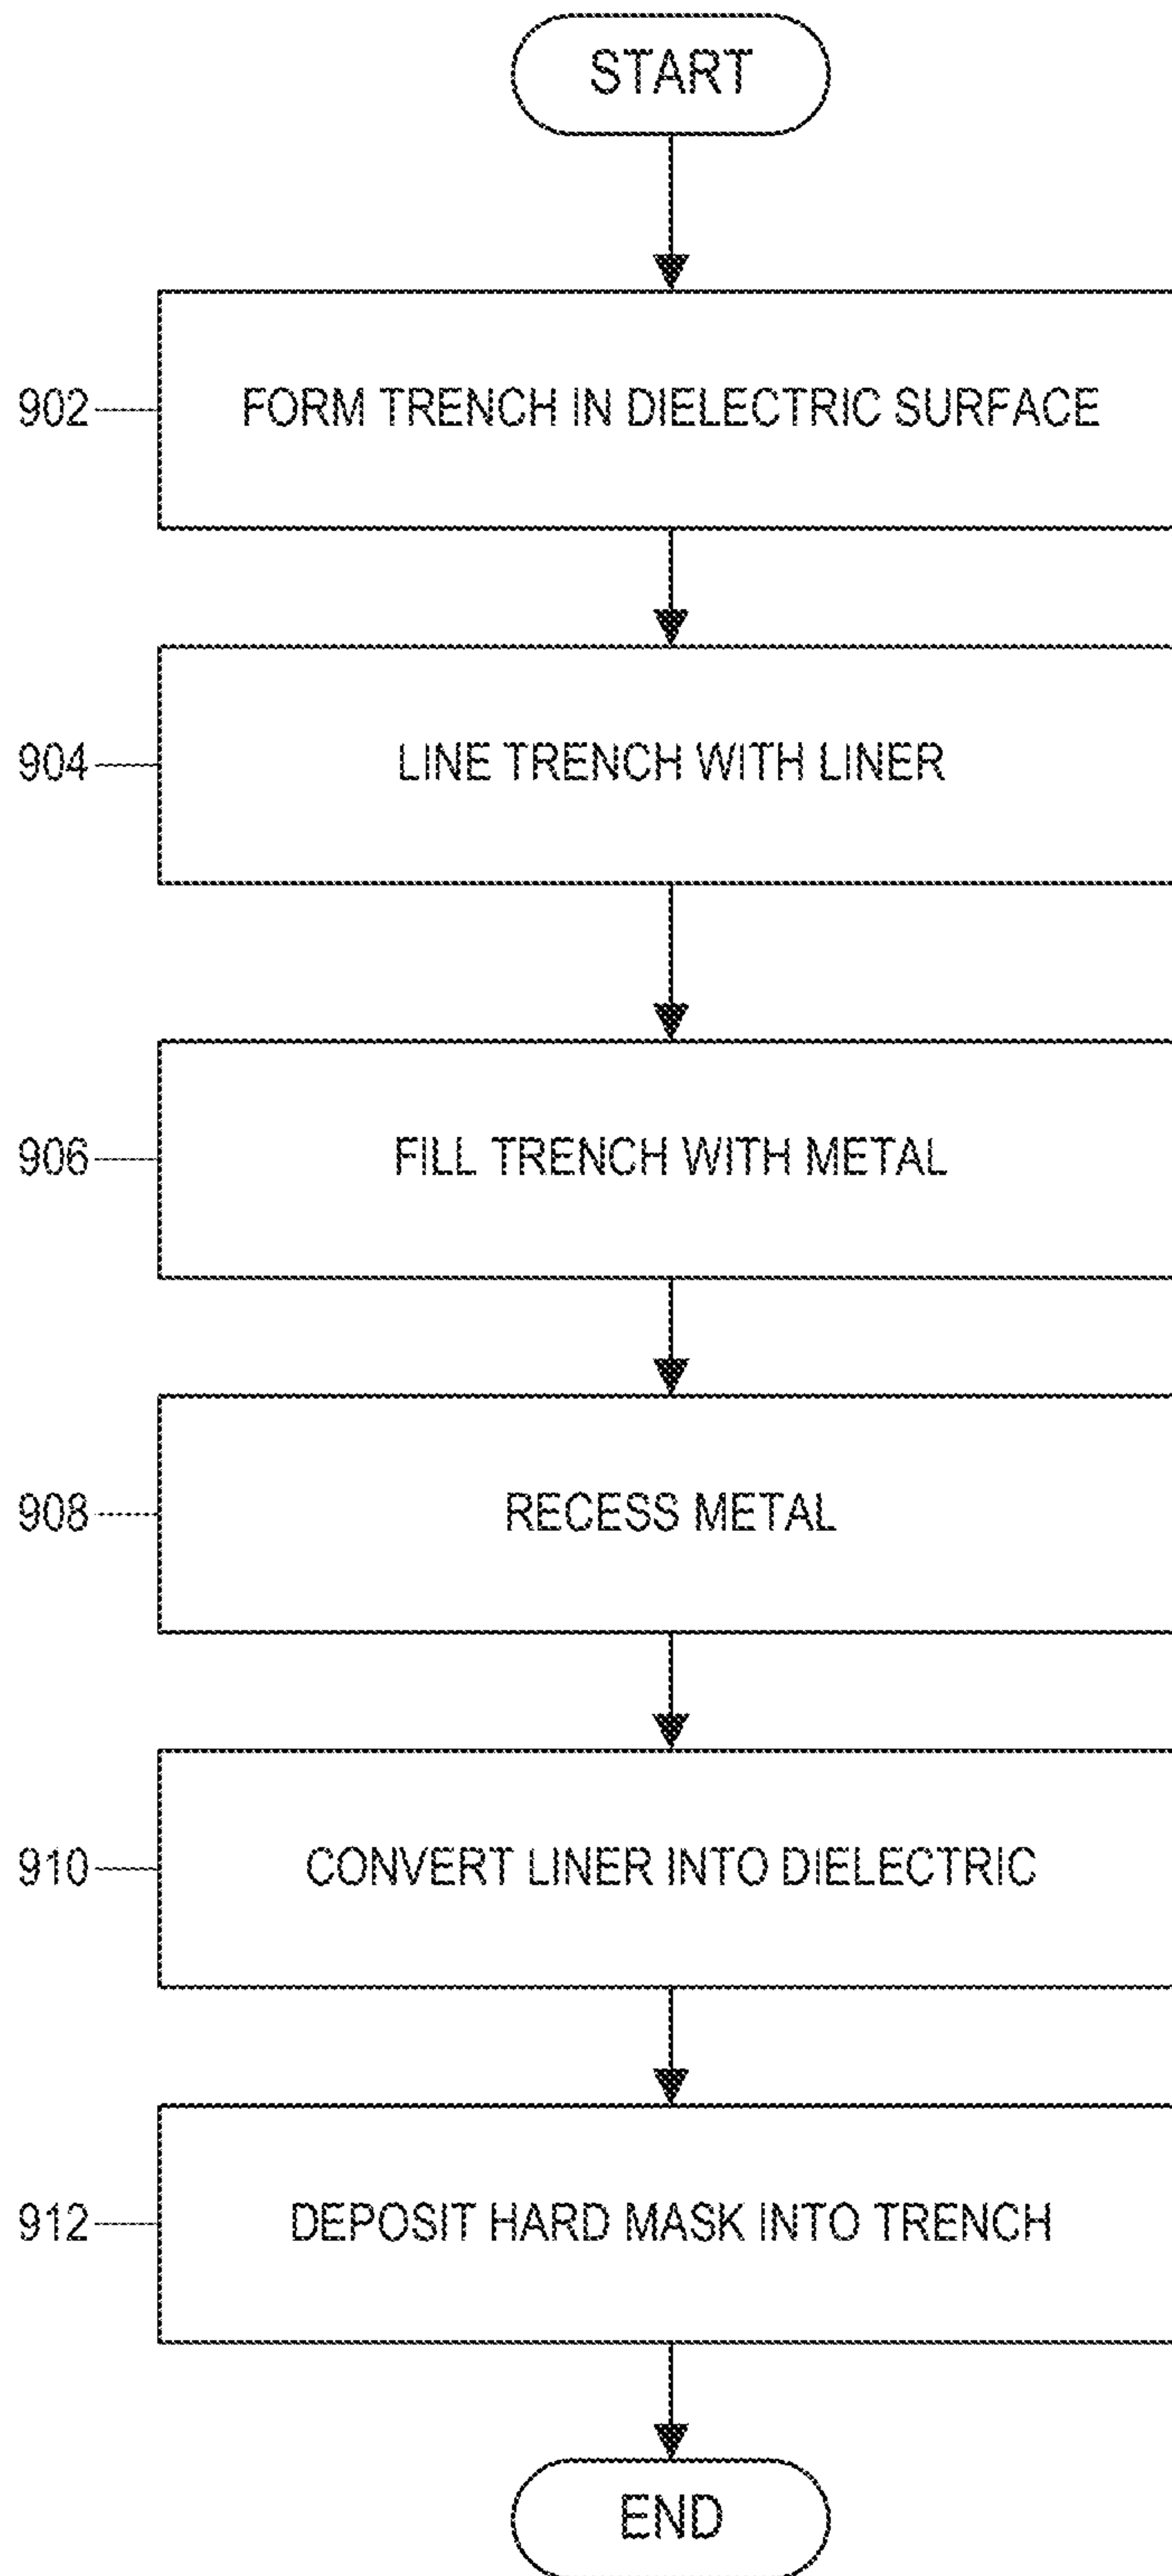 START
902
FORM TRENCH IN DIELECTRIC SURFACE
904
LINE TRENCH WITH LINER
906
FILL TRENCH WITH METAL
908
RECESS METAL
910
CONVERT LINER INTO DIELECTRIC
912
DEPOSIT HARD MASK INTO TRENCH
END